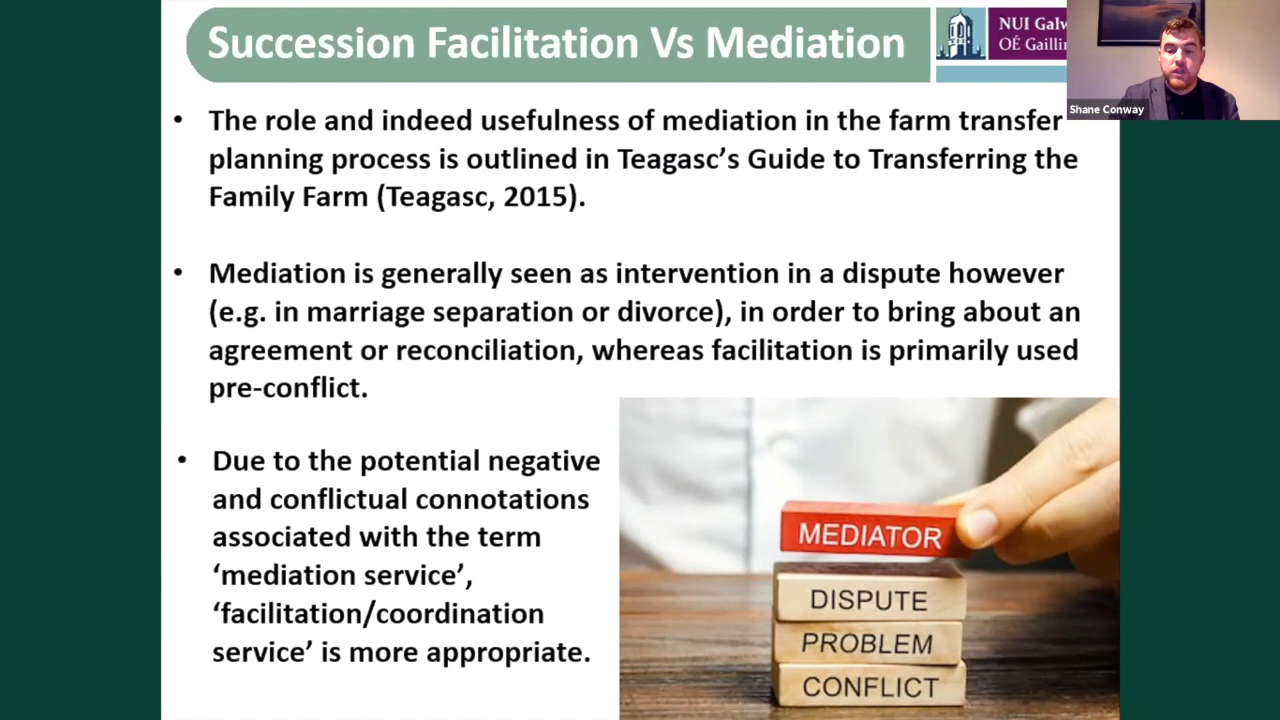 Succession Facilitation Vs Mediation
NUI Galw
OÉ Gailli
Shane Conway
• The role and indeed usefulness of mediation in the farm transfer
planning process is outlined in Teagasc’s Guide to Transferring the
Family Farm (Teagasc, 2015).
• Mediation is generally seen as intervention in a dispute however
(e.g. in marriage separation or divorce), in order to bring about an
agreement or reconciliation, whereas facilitation is primarily used
pre-conflict.
• Due to the potential negative
and conflictual connotations
associated with the term
‘mediation service’,
‘facilitation/coordination
service’ is more appropriate.
MEDIATOR
DISPUTE
PROBLEM
CONFLICT